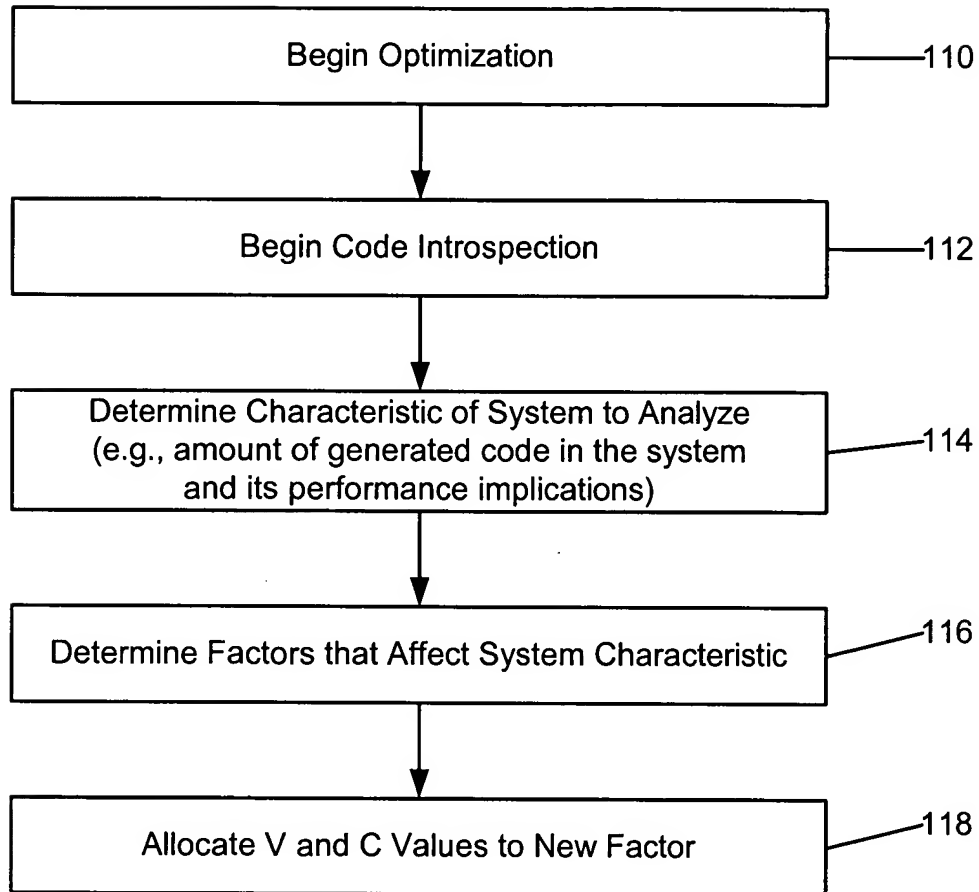 Begin Optimization
110
Begin Code Introspection
112
Determine Characteristic of System to Analyze
(e.g., amount of generated code in the system
and its performance implications)
114
Determine Factors that Affect System Characteristic
116
Allocate V and C Values to New Factor
118